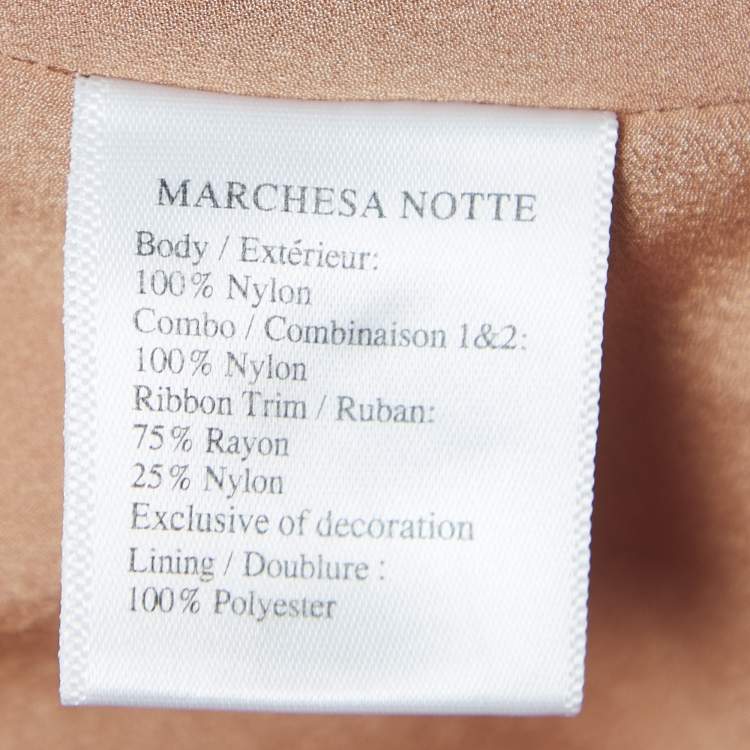 MARCHESA NOTTE
Body / Extérieur:
100% Nylon
Combo / Combinaison 1&2:
100% Nylon
Ribbon Trim / Ruban:
75% Rayon
25% Nylon
Exclusive of decoration
Lining / Doublure :
100% Polyester